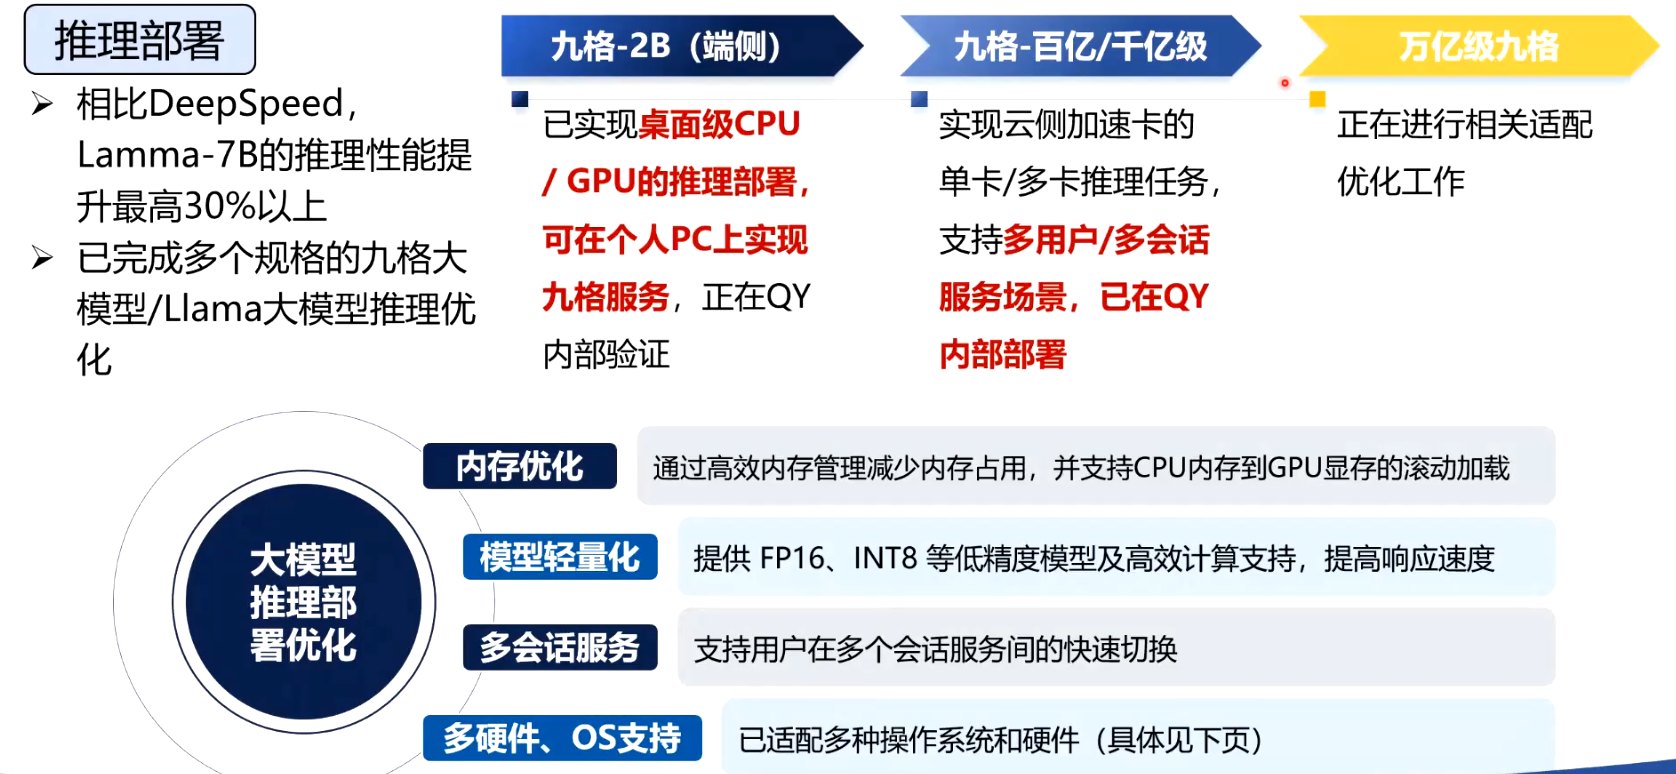 推理部署
➢ 相比DeepSpeed，
Lamma-7B的推理性能提
升最高30%以上
➢ 已完成多个规格的九格大
模型/Llama大模型推理优
化
九格-2B（端侧）
已实现桌面级CPU
/ GPU的推理部署，
可在个人PC上实现
九格服务，正在QY
内部验证
九格-百亿/千亿级
实现云侧加速卡的
单卡/多卡推理任务，
支持多用户/多会话
服务场景，已在QY
内部部署
万亿级九格
正在进行相关适配
优化工作
大模型
推理部
署优化
内存优化
通过高效内存管理减少内存占用，并支持CPU内存到GPU显存的滚动加载
模型轻量化
提供 FP16、INT8 等低精度模型及高效计算支持，提高响应速度
多会话服务
支持用户在多个会话服务间的快速切换
多硬件、OS支持
已适配多种操作系统和硬件（具体见下页）